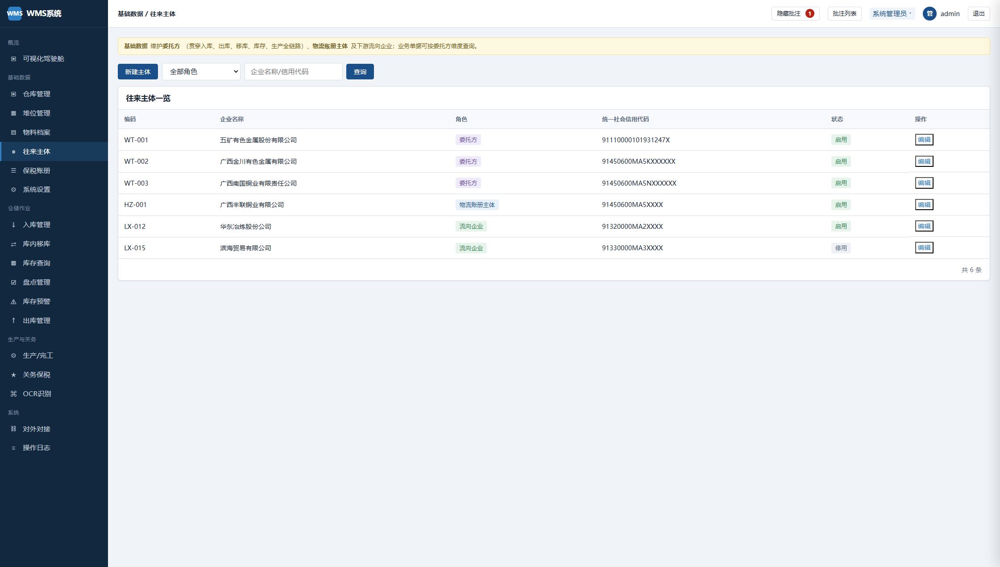 WMS WMS系统
基础数据 / 往来主体
隐藏批注 1
批注列表
系统管理员
管 admin
退出
概览
可视化驾驶舱
基础数据
仓库管理
堆位管理
物料档案
往来主体
保税账册
系统设置
仓储作业
入库管理
库内移库
库存查询
盘点管理
库存预警
出库管理
生产与关务
生产/完工
关务保税
OCR识别
系统
对外对接
操作日志
基础数据 维护委托方 （贯穿入库、出库、移库、库存、生产全链路）、物流账册主体 及下游流向企业；业务单据可按委托方维度查询。
新建主体 全部角色 企业名称/信用代码 查询
往来主体一览
编码 企业名称 角色 统一社会信用代码 状态 操作
WT-001 五矿有色金属股份有限公司 委托方 91110000101931247X 启用 编辑
WT-002 广西金川有色金属有限公司 委托方 91450600MA5KXXXXXX 启用 编辑
WT-003 广西南国铜业有限责任公司 委托方 91450600MA5NXXXXXX 启用 编辑
HZ-001 广西丰联铜业有限公司 物流账册主体 91450600MA5XXXX 启用 编辑
LX-012 华东冶炼股份公司 流向企业 91320000MA2XXXX 启用 编辑
LX-015 滨海贸易有限公司 流向企业 91330000MA3XXXX 停用 编辑
共 6 条